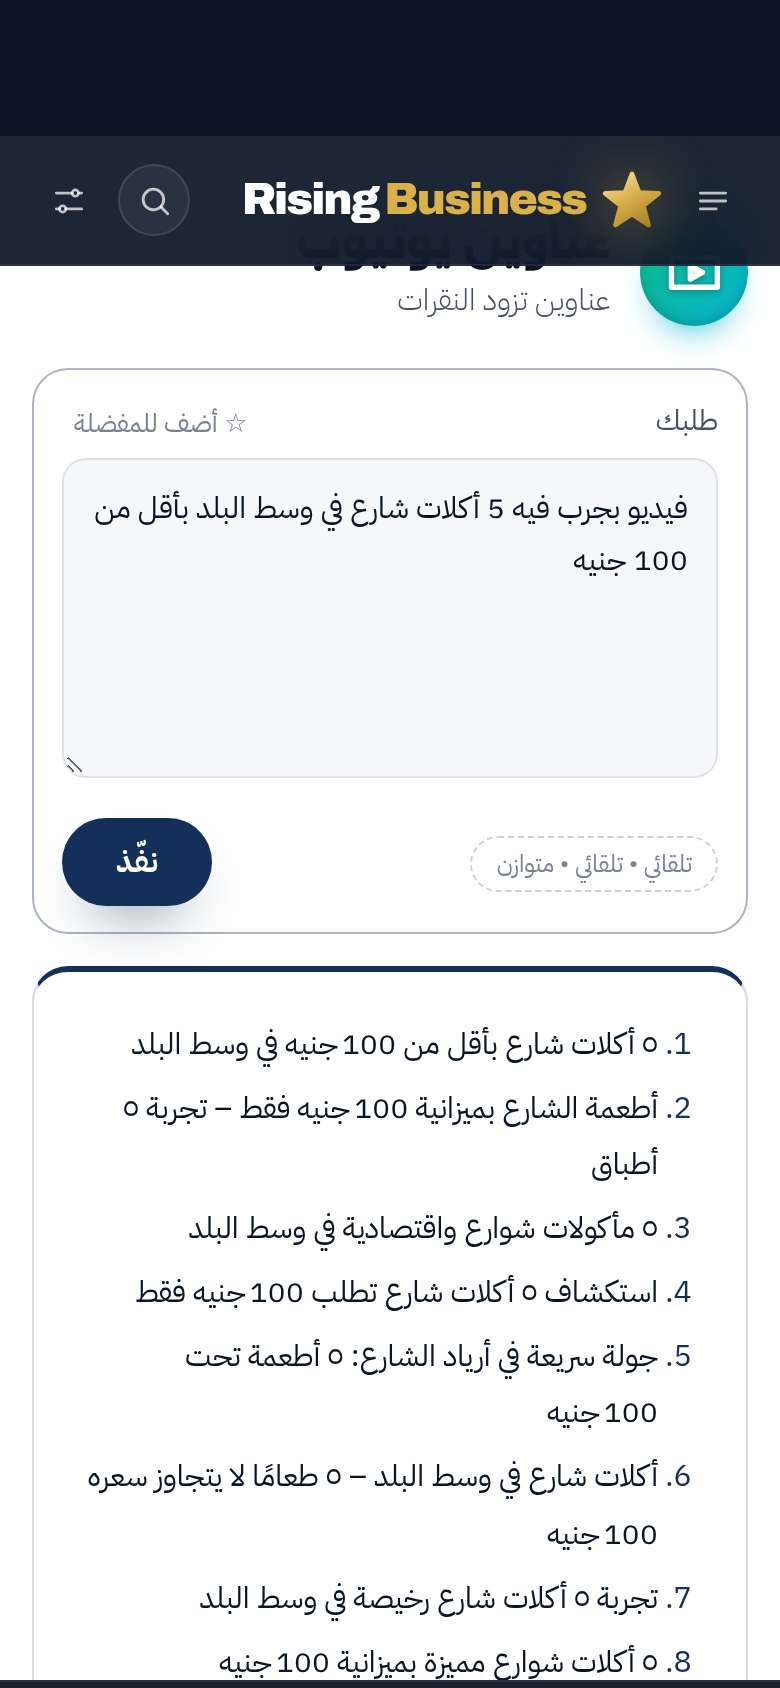 Rising Business
عناوين يوتيوب
عناوين تزود النقرات
طلبك
☆ أضف للمفضلة
فيديو بجرب فيه 5 أكلات شارع في وسط البلد بأقل من
100 جنيه
تلقائي • تلقائي • متوازن
نفّذ
1. ٥ أكلات شارع بأقل من 100 جنيه في وسط البلد
2. أطعمة الشارع بميزانية 100 جنيه فقط – تجربة ٥
أطباق
3. ٥ مأكولات شوارع واقتصادية في وسط البلد
4. استكشاف ٥ أكلات شارع تطلب 100 جنيه فقط
5. جولة سريعة في أرياد الشارع: ٥ أطعمة تحت
100 جنيه
6. أكلات شارع في وسط البلد – ٥ طعامًا لا يتجاوز سعره
100 جنيه
7. تجربة ٥ أكلات شارع رخيصة في وسط البلد
8. ٥ أكلات شوارع مميزة بميزانية 100 جنيه